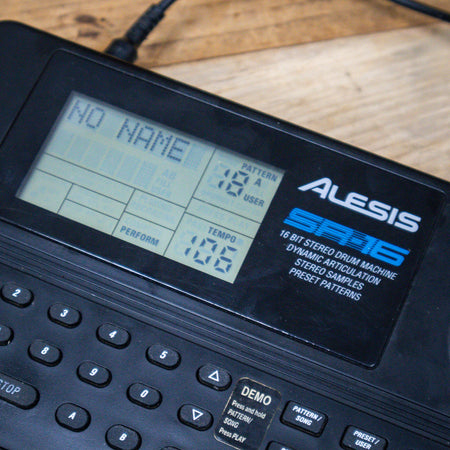 NO NAME
PATTERN
18 A
USER
PERFORM
TEMPO
106
ALESIS
SR-16
16 BIT STEREO DRUM MACHINE
DYNAMIC ARTICULATION
STEREO SAMPLES
PRESET PATTERNS
2
3
4
5
8
9
0
STOP
A
B
DEMO
Press and hold
PATTERN/
SONG
Press PLAY
PATTERN/
SONG
PRESET/
USER